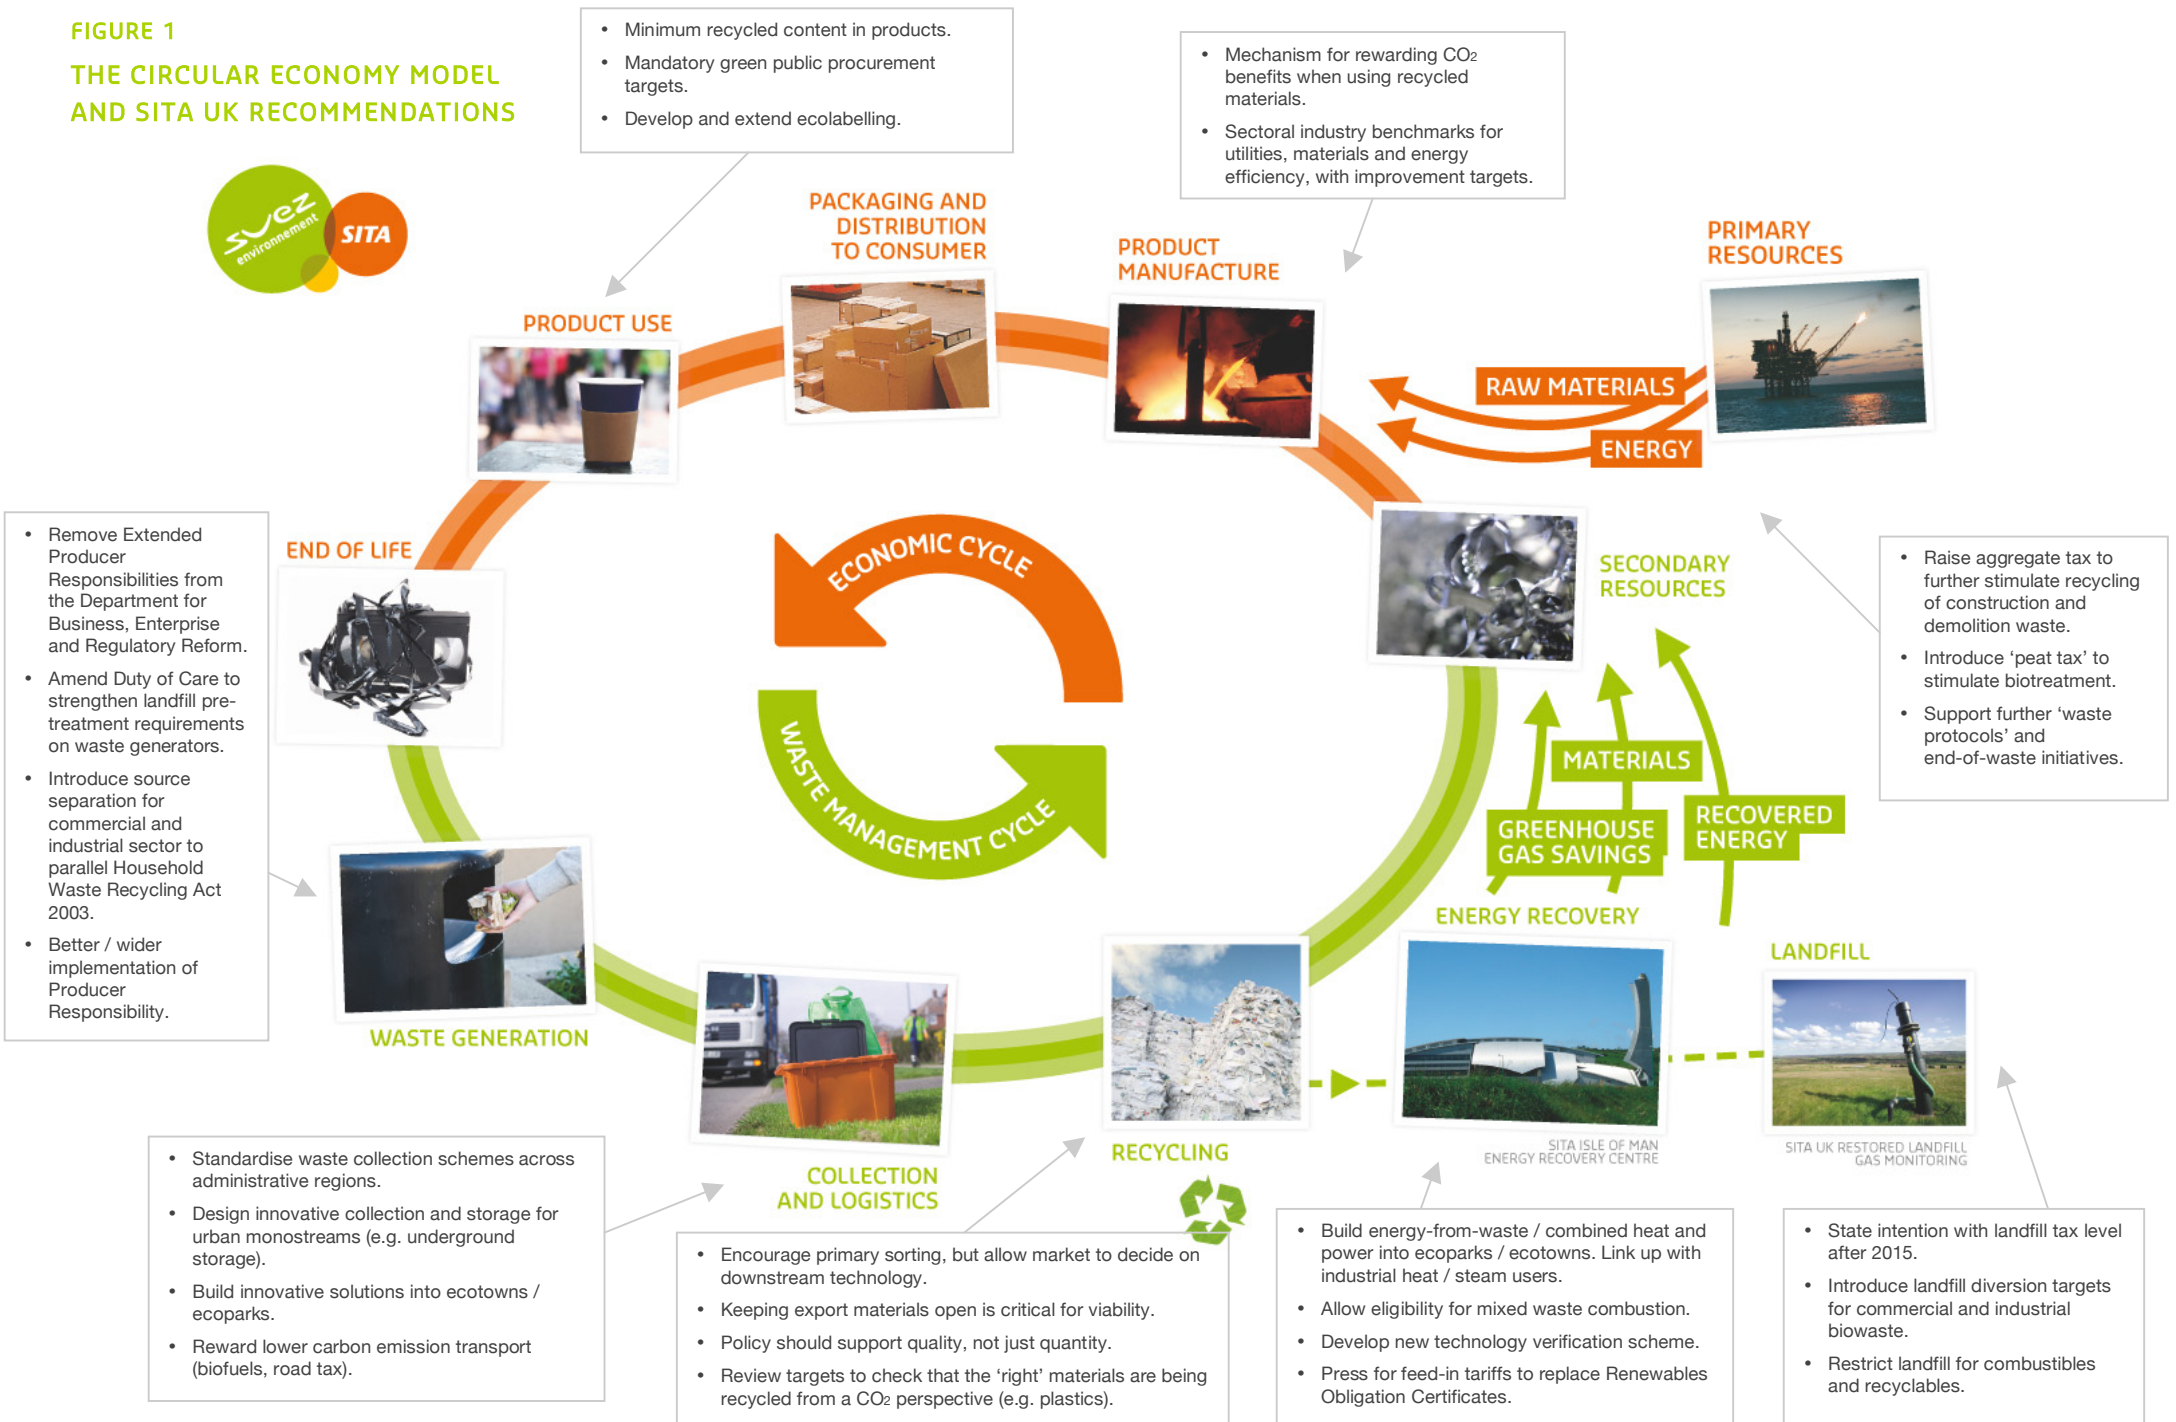 FIGURE 1
THE CIRCULAR ECONOMY MODEL
AND SITA UK RECOMMENDATIONS
suez
environnement
SITA
• Minimum recycled content in products.
• Mandatory green public procurement
targets.
• Develop and extend ecolabelling.
• Mechanism for rewarding CO2
benefits when using recycled
materials.
• Sectoral industry benchmarks for
utilities, materials and energy
efficiency, with improvement targets.
PACKAGING AND
DISTRIBUTION
TO CONSUMER
PRODUCT
MANUFACTURE
PRIMARY
RESOURCES
PRODUCT USE
RAW MATERIALS
ENERGY
END OF LIFE
ECONOMIC CYCLE
SECONDARY
RESOURCES
• Remove Extended
Producer
Responsibilities from
the Department for
Business, Enterprise
and Regulatory Reform.
• Amend Duty of Care to
strengthen landfill pre-
treatment requirements
on waste generators.
• Introduce source
separation for
commercial and
industrial sector to
parallel Household
Waste Recycling Act
2003.
• Better / wider
implementation of
Producer
Responsibility.
• Raise aggregate tax to
further stimulate recycling
of construction and
demolition waste.
• Introduce ‘peat tax’ to
stimulate biotreatment.
• Support further ‘waste
protocols’ and
end-of-waste initiatives.
WASTE MANAGEMENT CYCLE
MATERIALS
GREENHOUSE
GAS SAVINGS
RECOVERED
ENERGY
ENERGY RECOVERY
LANDFILL
WASTE GENERATION
COLLECTION
AND LOGISTICS
RECYCLING
SITA ISLE OF MAN
ENERGY RECOVERY CENTRE
SITA UK RESTORED LANDFILL
GAS MONITORING
• Standardise waste collection schemes across
administrative regions.
• Design innovative collection and storage for
urban monostreams (e.g. underground
storage).
• Build innovative solutions into ecotowns /
ecoparks.
• Reward lower carbon emission transport
(biofuels, road tax).
• Encourage primary sorting, but allow market to decide on
downstream technology.
• Keeping export materials open is critical for viability.
• Policy should support quality, not just quantity.
• Review targets to check that the ‘right’ materials are being
recycled from a CO2 perspective (e.g. plastics).
• Build energy-from-waste / combined heat and
power into ecoparks / ecotowns. Link up with
industrial heat / steam users.
• Allow eligibility for mixed waste combustion.
• Develop new technology verification scheme.
• Press for feed-in tariffs to replace Renewables
Obligation Certificates.
• State intention with landfill tax level
after 2015.
• Introduce landfill diversion targets
for commercial and industrial
biowaste.
• Restrict landfill for combustibles
and recyclables.